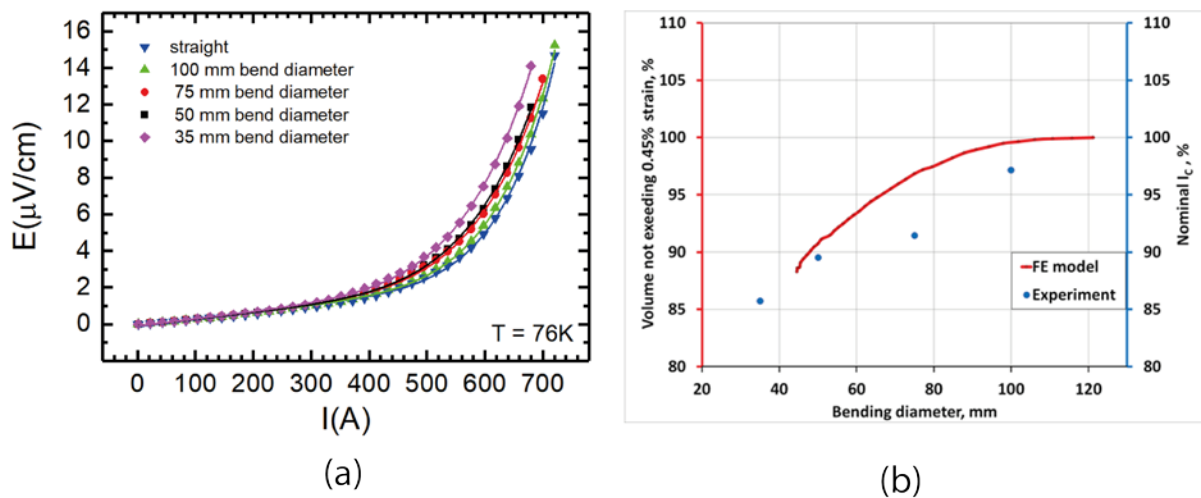 16
14
12
10
8
6
4
2
0
E(μV/cm)
straight
100 mm bend diameter
75 mm bend diameter
50 mm bend diameter
35 mm bend diameter
T = 76K
0 100 200 300 400 500 600 700
I(A)
(a)
110
105
100
95
90
85
80
Volume not exceeding 0.45% strain, %
FE model
Experiment
110
105
100
95
90
85
80
Nominal I_C, %
20 40 60 80 100 120
Bending diameter, mm
(b)